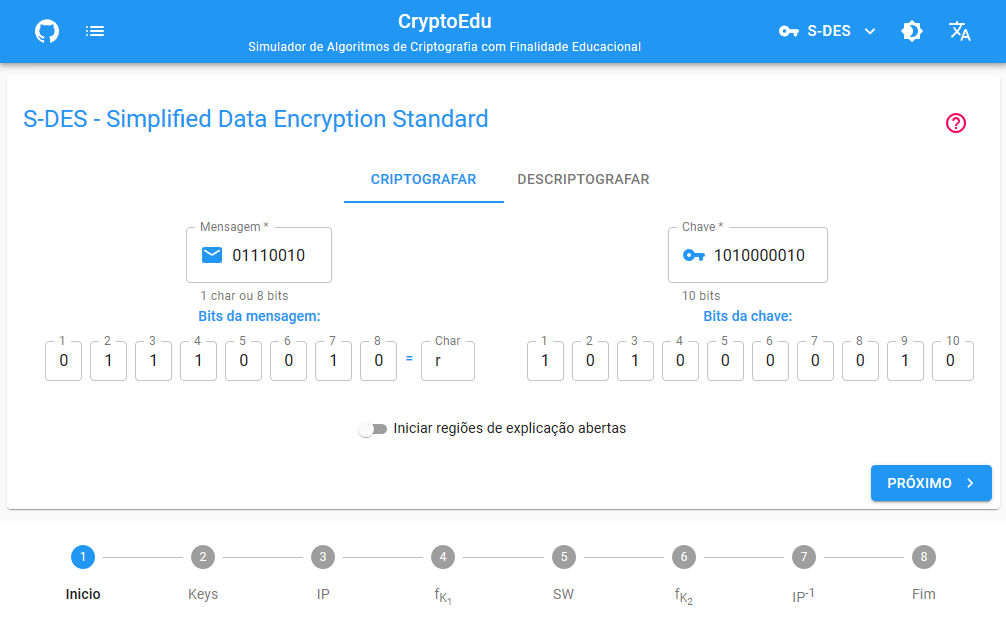 CryptoEdu
Simulador de Algoritmos de Criptografia com Finalidade Educacional
S-DES
S-DES - Simplified Data Encryption Standard
CRIPTOGRAFAR DESCRIPTOGRAFAR
Mensagem * Chave *
01110010 1010000010
1 char ou 8 bits 10 bits
Bits da mensagem: Bits da chave:
1 2 3 4 5 6 7 8 Char 1 2 3 4 5 6 7 8 9 10
0 1 1 1 0 0 1 0 = r 1 0 1 0 0 0 0 0 1 0
Iniciar regiões de explicação abertas
PRÓXIMO
1 2 3 4 5 6 7 8
Inicio Keys IP fK1 SW fK2 IP-1 Fim